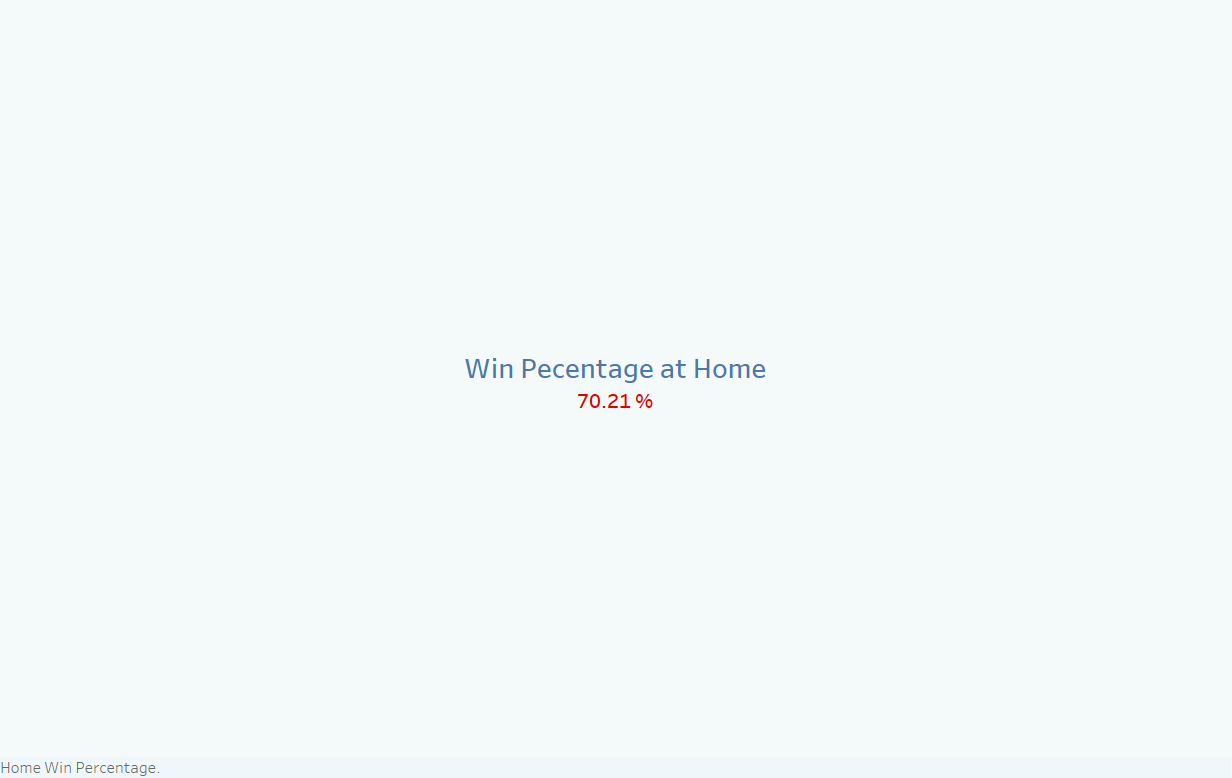 Win Pecentage at Home
70.21 %
Home Win Percentage.